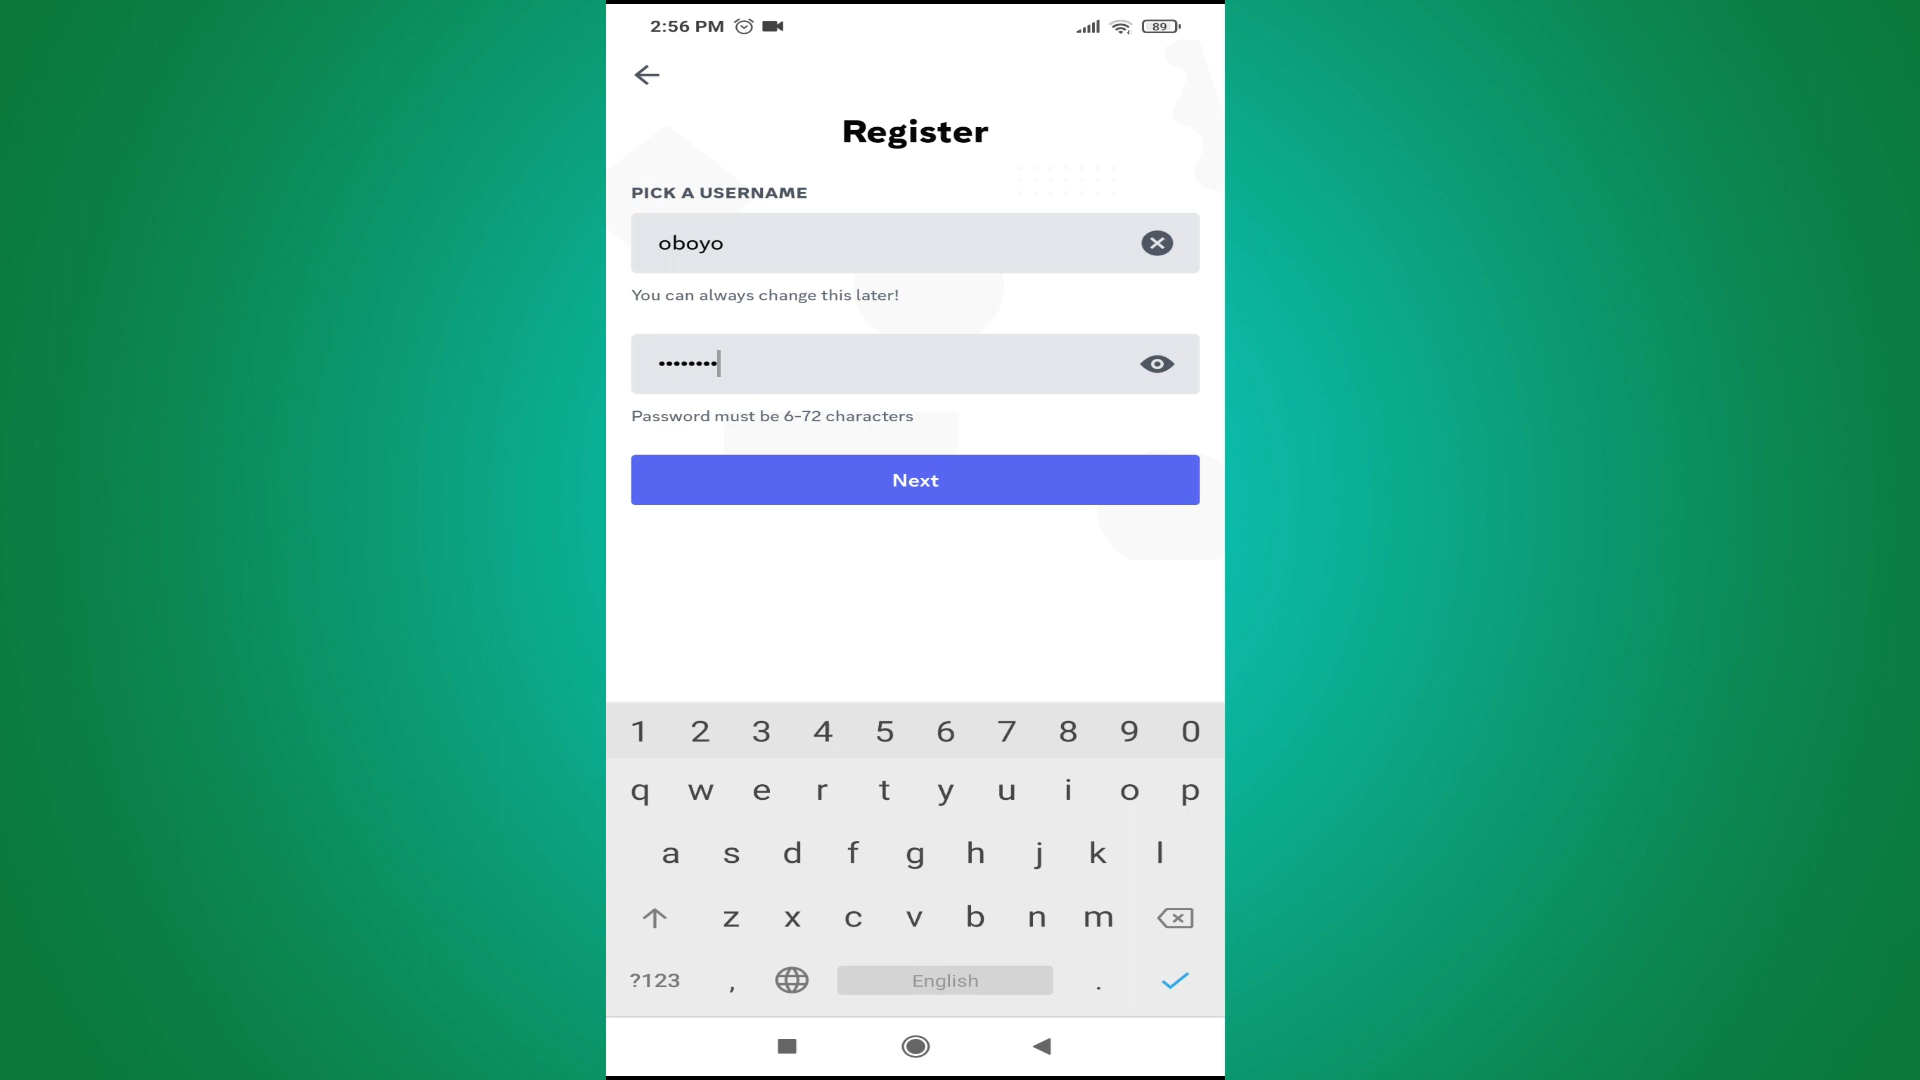 2:56 PM 89
Register
PICK A USERNAME
oboyo
You can always change this later!
••••••••
Password must be 6-72 characters
Next
1 2 3 4 5 6 7 8 9 0
q w e r t y u i o p
a s d f g h j k l
z x c v b n m
?123 , English .